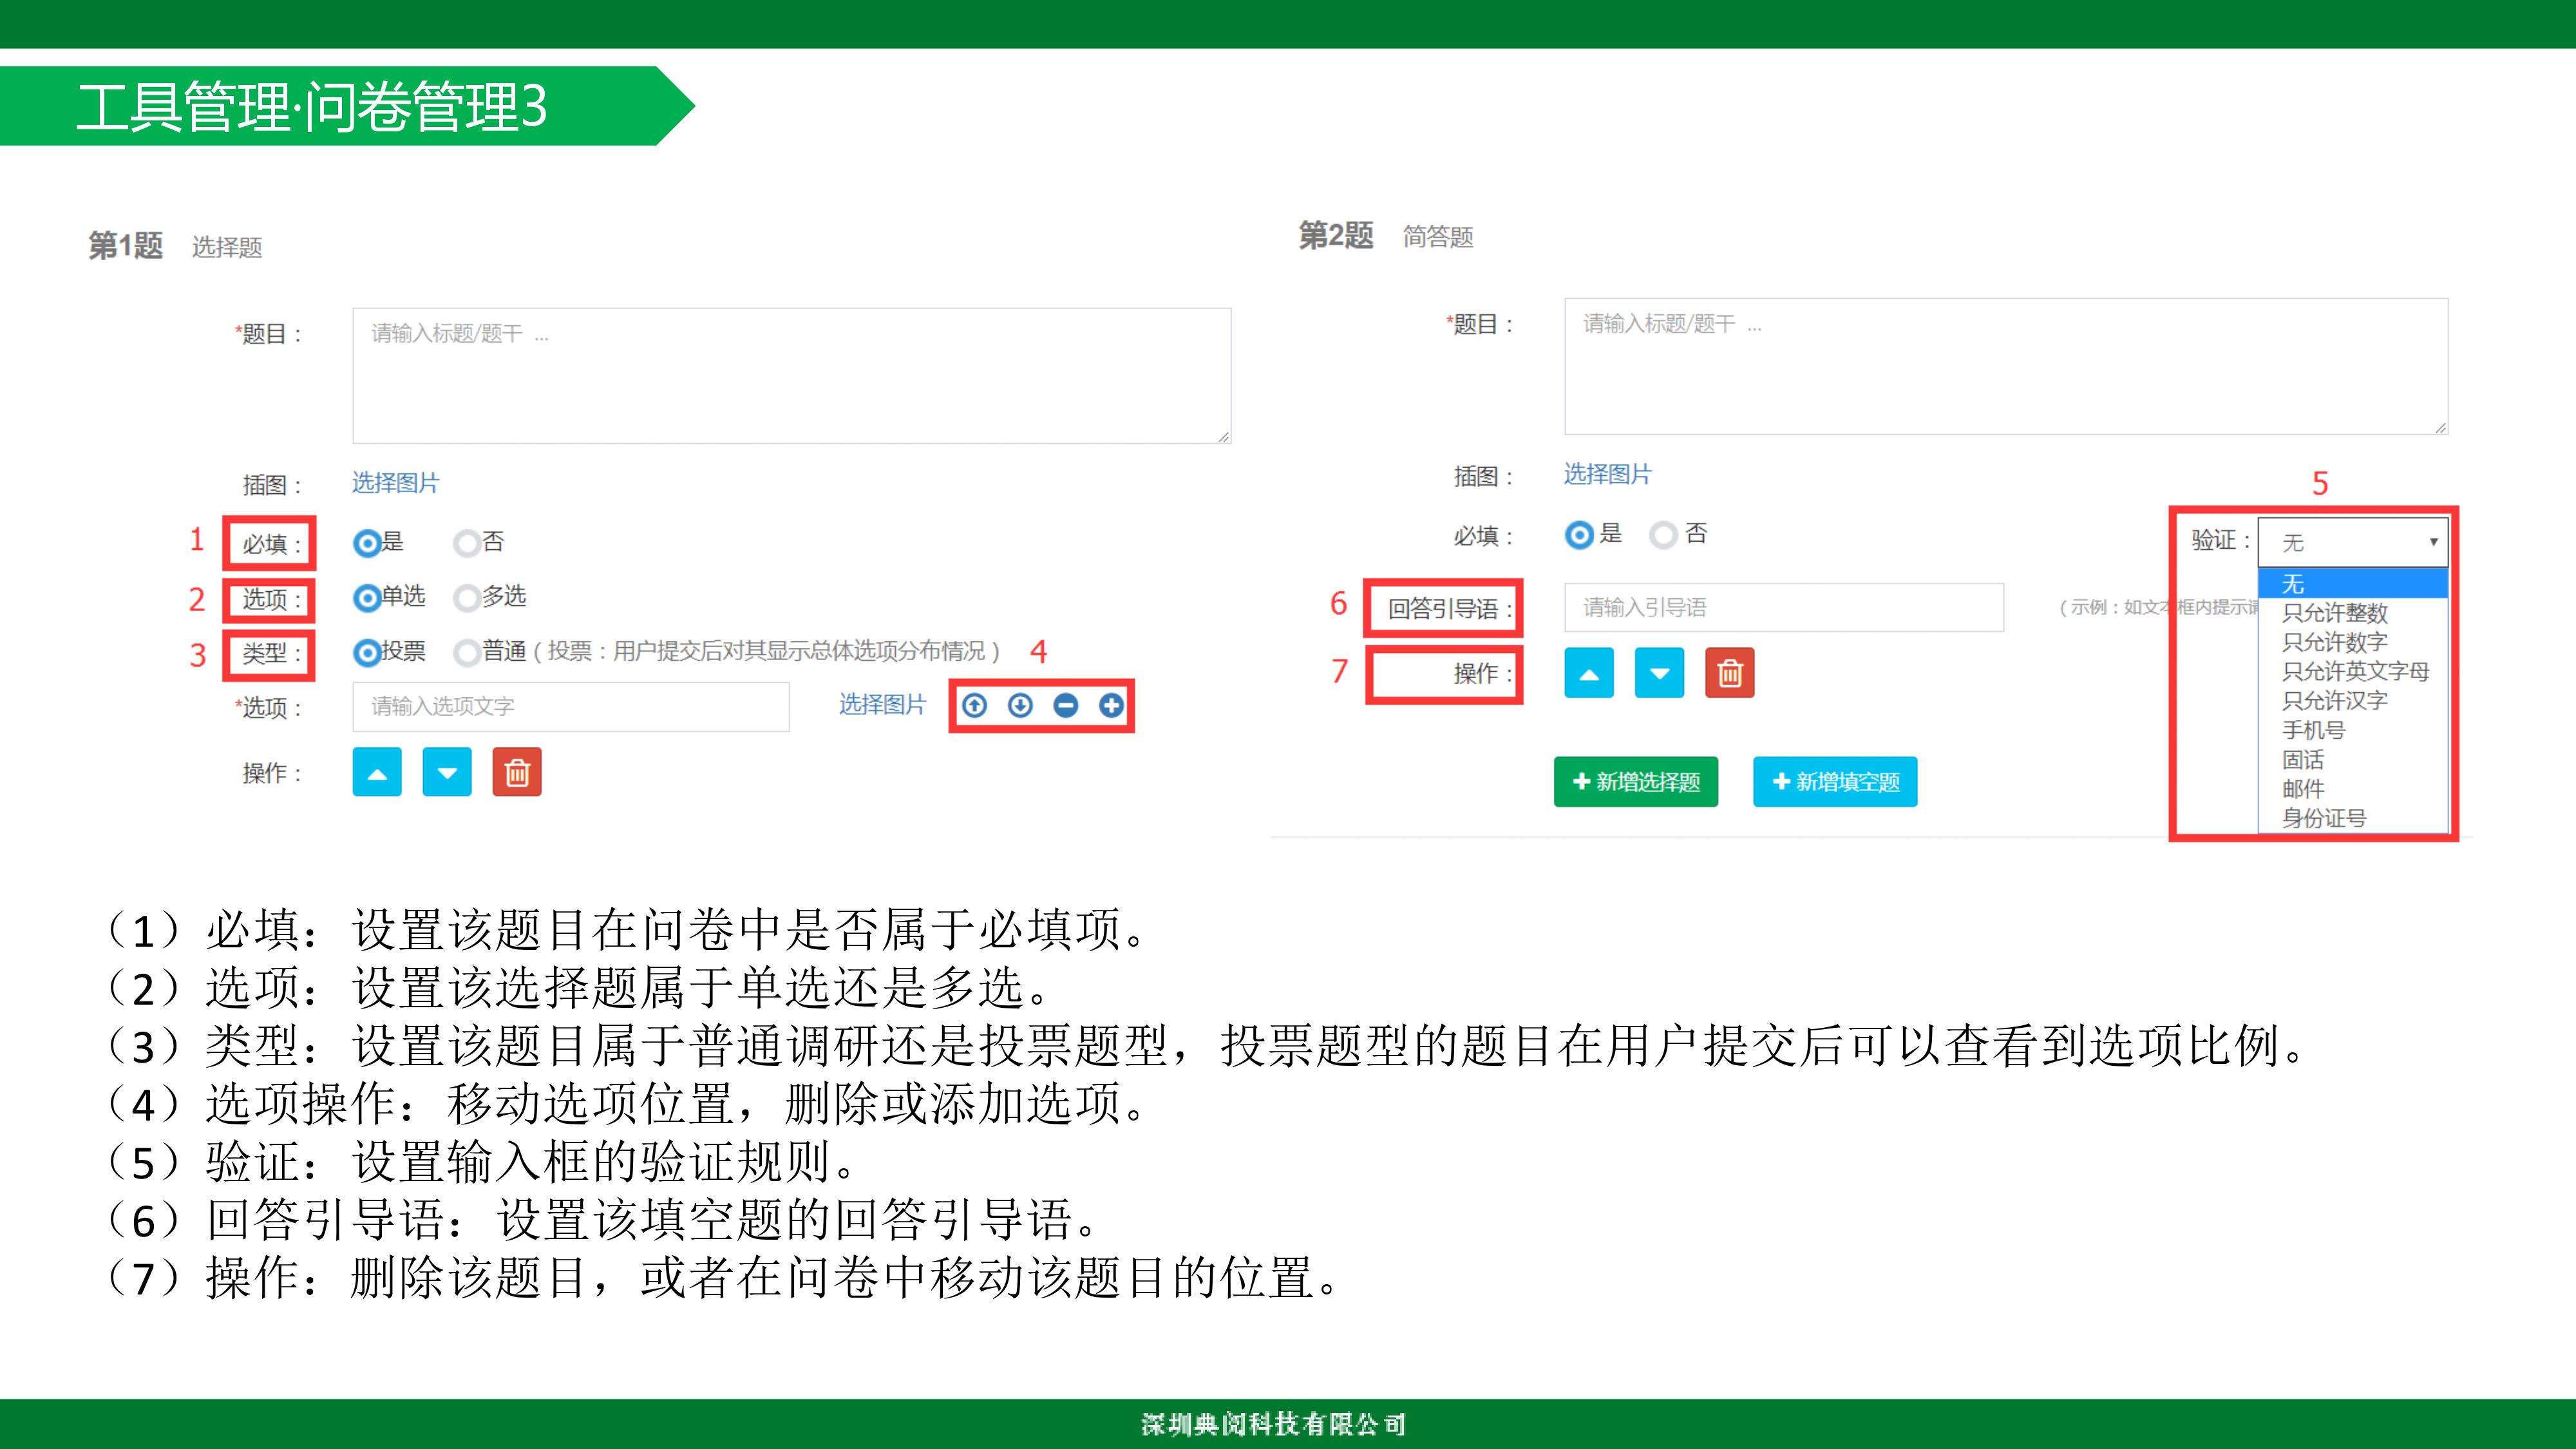 工具管理·问卷管理3
第1题 选择题
*题目：
请输入标题/题干 ...
插图： 选择图片
1 必填： 是 否
2 选项： 单选 多选
3 类型： 投票 普通（投票：用户提交后对其显示总体选项分布情况） 4
*选项： 请输入选项文字 选择图片
操作：
第2题 简答题
*题目：
请输入标题/题干 ...
插图： 选择图片
5
必填： 是 否 验证： 无
6 回答引导语： 请输入引导语 （示例：如文本框内提示
无
只允许整数
只允许数字
只允许英文字母
只允许汉字
手机号
固话
邮件
身份证号
7 操作：
新增选择题 新增填空题
（1）必填：设置该题目在问卷中是否属于必填项。
（2）选项：设置该选择题属于单选还是多选。
（3）类型：设置该题目属于普通调研还是投票题型，投票题型的题目在用户提交后可以查看到选项比例。
（4）选项操作：移动选项位置，删除或添加选项。
（5）验证：设置输入框的验证规则。
（6）回答引导语：设置该填空题的回答引导语。
（7）操作：删除该题目，或者在问卷中移动该题目的位置。
深圳典阅科技有限公司